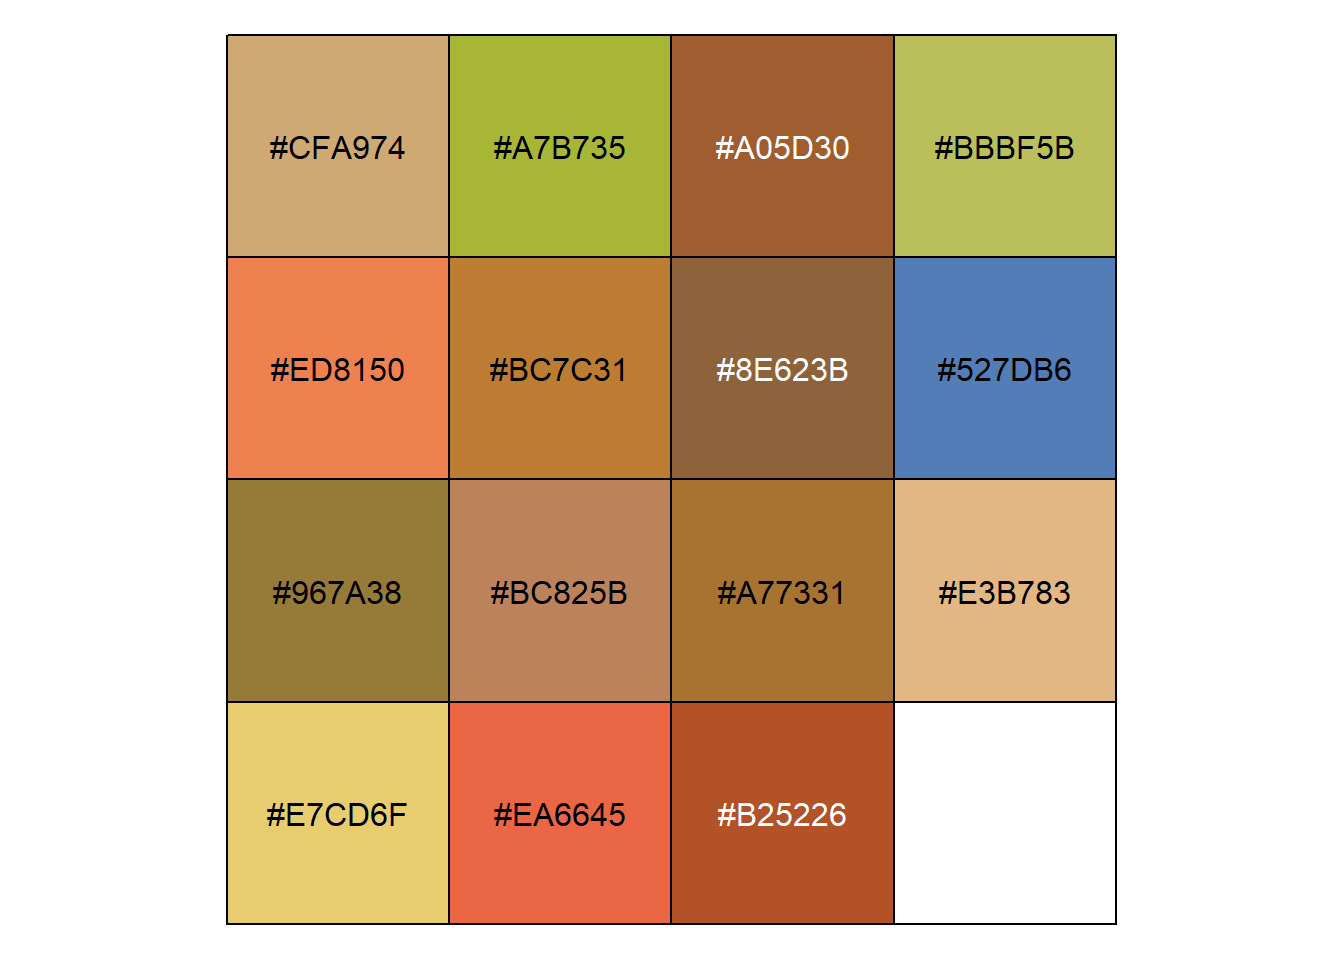 #CFA974 #A7B735 #A05D30 #BBBF5B
#ED8150 #BC7C31 #8E623B #527DB6
#967A38 #BC825B #A77331 #E3B783
#E7CD6F #EA6645 #B25226